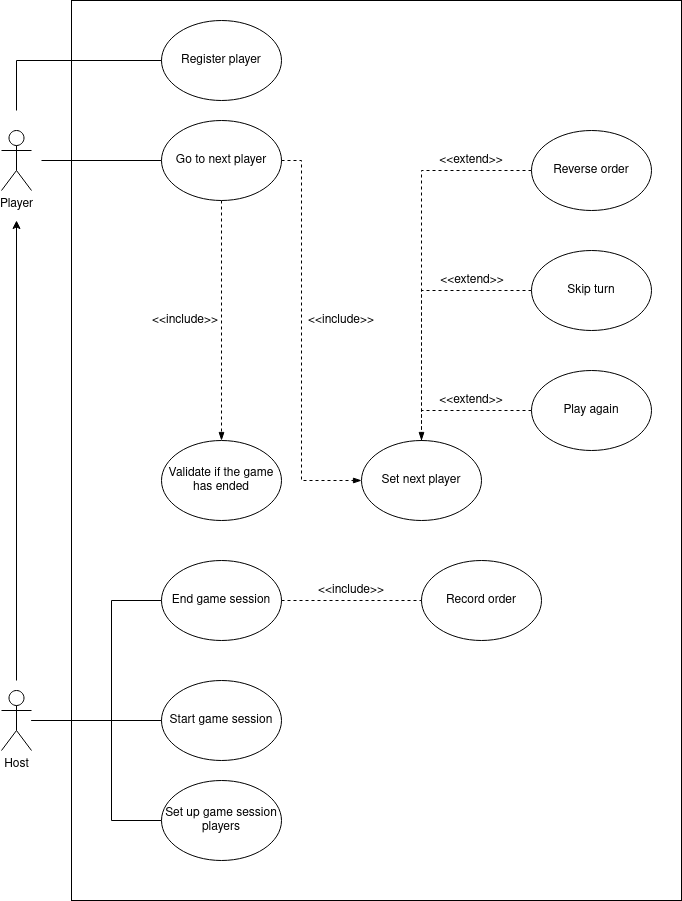 Register player
Go to next player
<<extend>>
Reverse order
Player
<<extend>>
Skip turn
<<include>>
<<include>>
<<extend>>
Play again
Validate if the game
has ended
Set next player
End game session
<<include>>
Record order
Start game session
Host
Set up game session
players